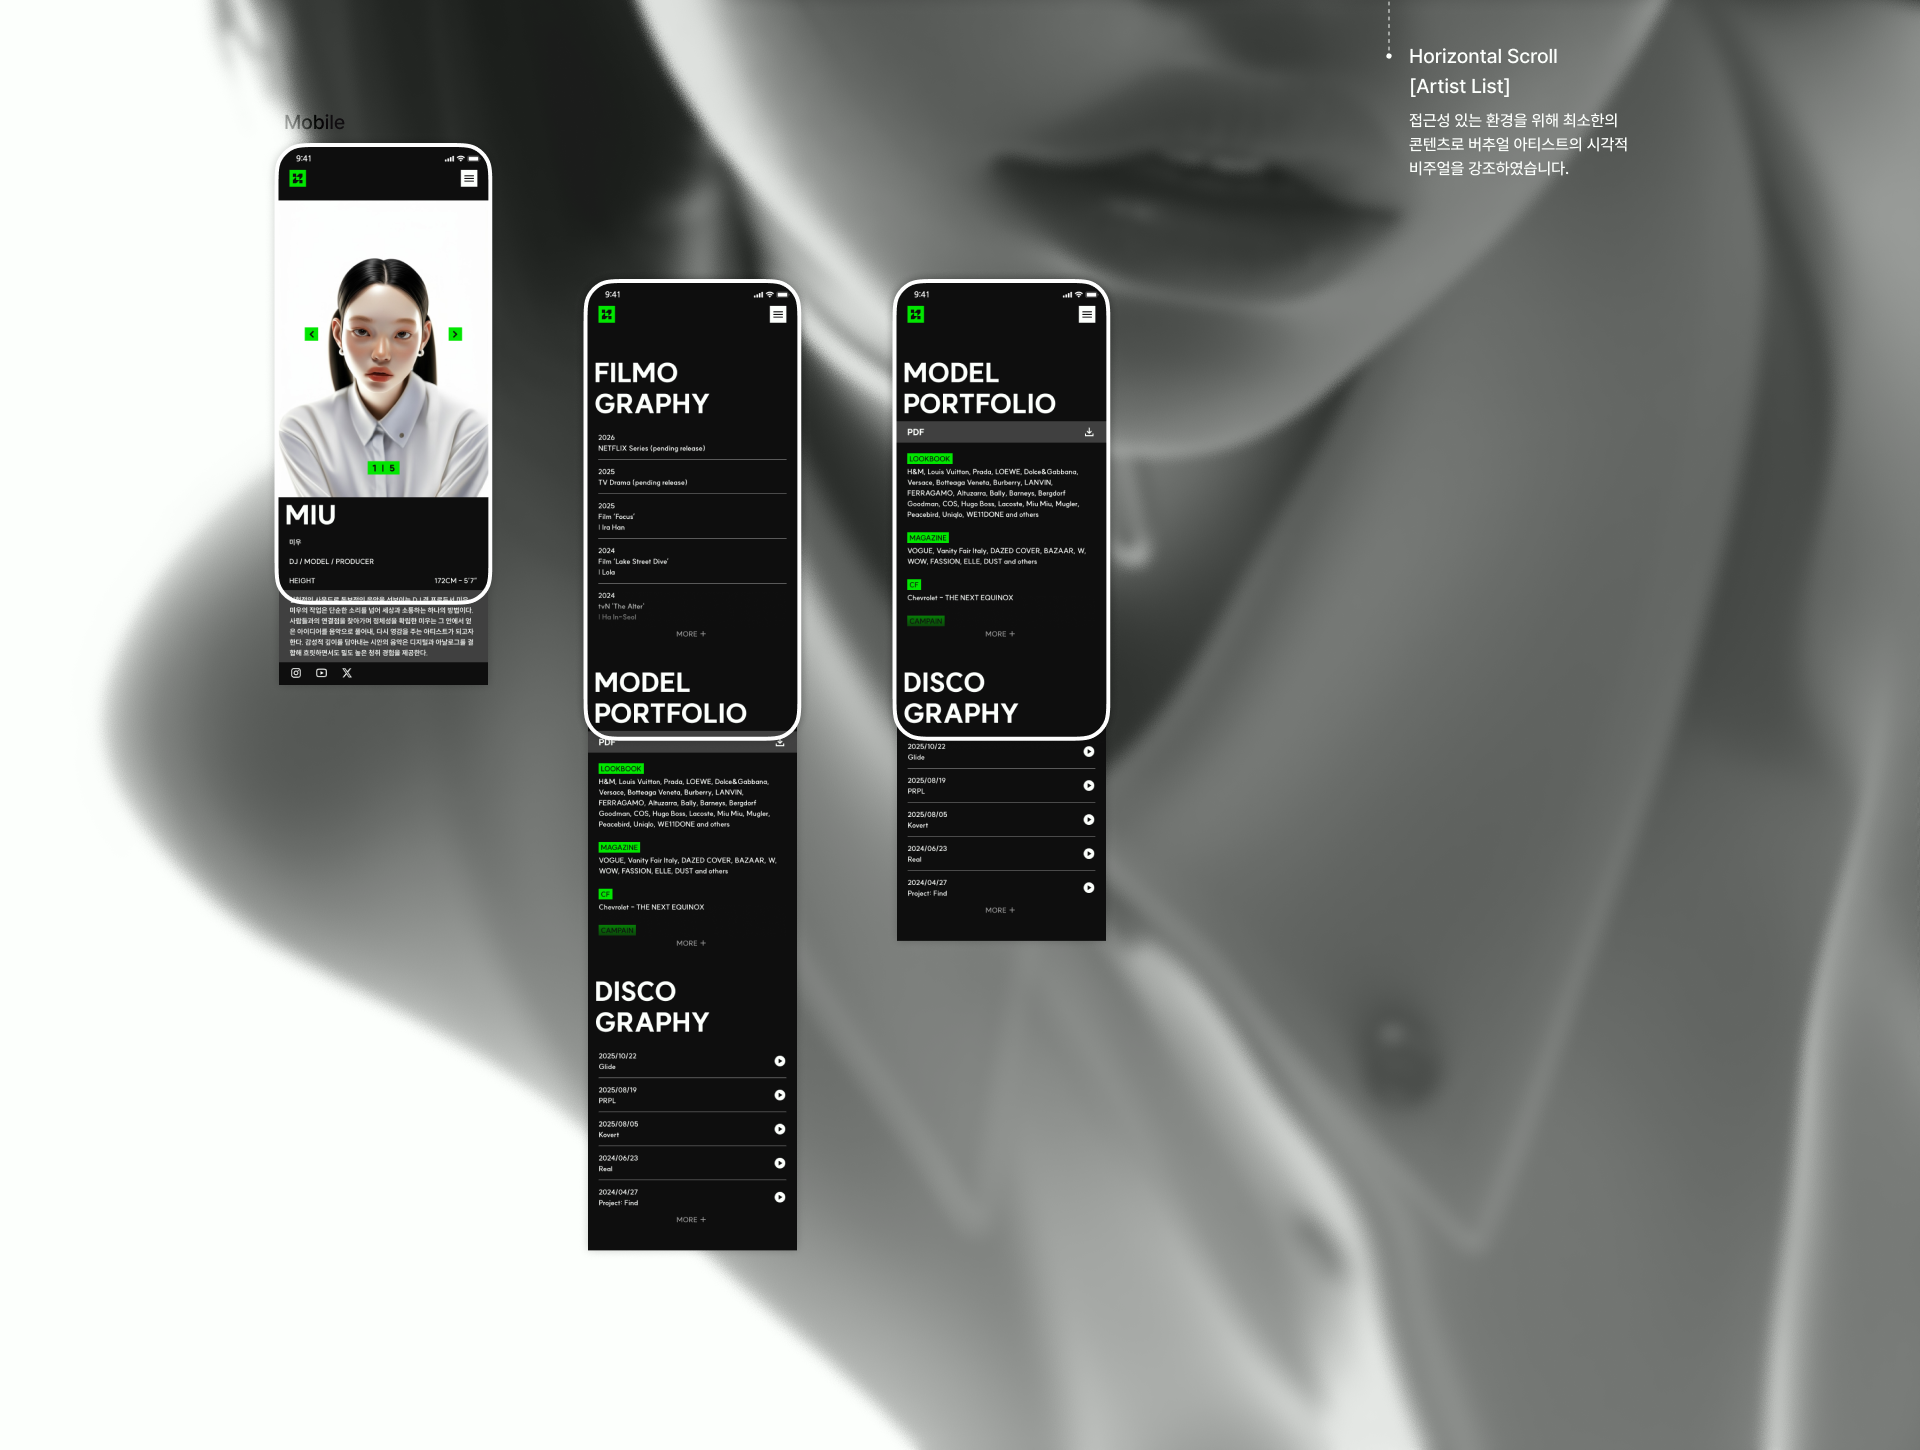 Horizontal Scroll
[Artist List]
접근성 있는 환경을 위해 최소한의
콘텐츠로 버추얼 아티스트의 시각적
비주얼을 강조하였습니다.
Mobile
9:41
1 | 5
MIU
미우
DJ / MODEL / PRODUCER
HEIGHT 172CM - 5'7"
미우의 작업은 단순한 소리를 넘어 세상과 소통하는 하나의 방법이다.
사람들과의 연결점을 찾아가며 정체성을 확립한 미우는 그 안에서 얻
은 아이디어를 음악으로 풀어내, 다시 영감을 주는 아티스트가 되고자
한다. 감성적 깊이를 담아내는 시안의 음악은 디지털과 아날로그를 결
합해 흐릿하면서도 밀도 높은 청취 경험을 제공한다.
9:41
FILMO
GRAPHY
2026
NETFLIX Series (pending release)
2025
TV Drama (pending release)
2025
Film 'Focus'
| Ira Han
2024
Film 'Lake Street Dive'
| Lola
2024
tvN 'The Alter'
| Ha In-Seol
MORE +
MODEL
PORTFOLIO
PDF
LOOKBOOK
H&M, Louis Vuitton, Prada, LOEWE, Dolce&Gabbana,
Versace, Botteaga Veneta, Burberry, LANVIN,
FERRAGAMO, Altuzarra, Bally, Barneys, Bergdorf
Goodman, COS, Hugo Boss, Lacoste, Miu Miu, Mugler,
Peacebird, Uniqlo, WE11DONE and others
MAGAZINE
VOGUE, Vanity Fair Italy, DAZED COVER, BAZAAR, W,
WOW, FASSION, ELLE, DUST and others
CF
Chevrolet - THE NEXT EQUINOX
CAMPAIN
MORE +
DISCO
GRAPHY
2025/10/22
Glide
2025/08/19
PRPL
2025/08/05
Kovert
2024/06/23
Real
2024/04/27
Project: Find
MORE +
9:41
MODEL
PORTFOLIO
PDF
LOOKBOOK
H&M, Louis Vuitton, Prada, LOEWE, Dolce&Gabbana,
Versace, Botteaga Veneta, Burberry, LANVIN,
FERRAGAMO, Altuzarra, Bally, Barneys, Bergdorf
Goodman, COS, Hugo Boss, Lacoste, Miu Miu, Mugler,
Peacebird, Uniqlo, WE11DONE and others
MAGAZINE
VOGUE, Vanity Fair Italy, DAZED COVER, BAZAAR, W,
WOW, FASSION, ELLE, DUST and others
CF
Chevrolet - THE NEXT EQUINOX
CAMPAIN
MORE +
DISCO
GRAPHY
2025/10/22
Glide
2025/08/19
PRPL
2025/08/05
Kovert
2024/06/23
Real
2024/04/27
Project: Find
MORE +